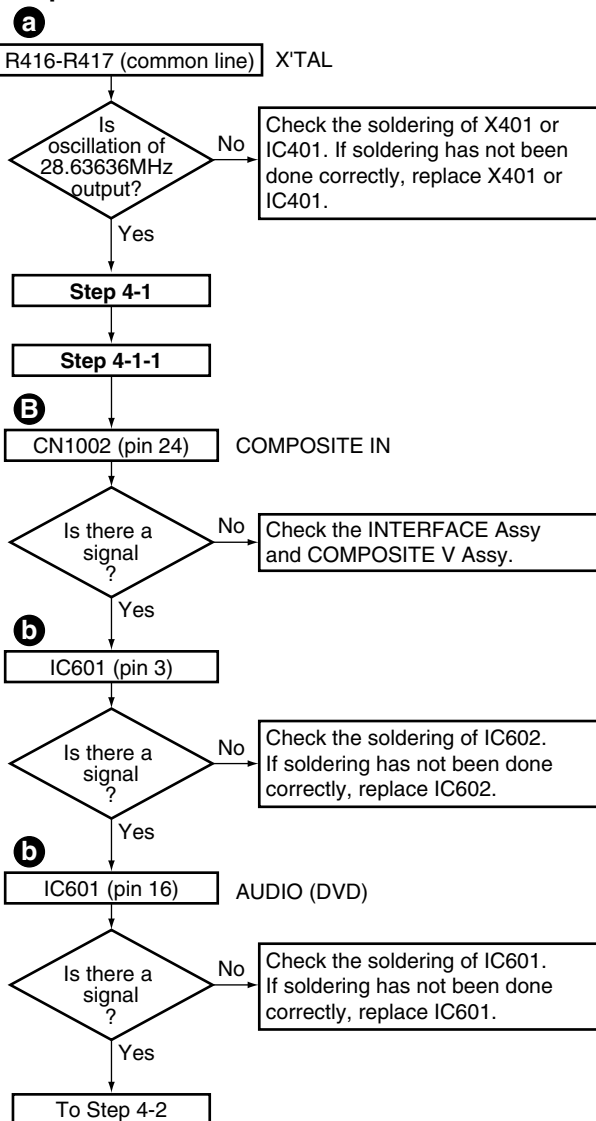 a
R416-R417 (common line) X'TAL
Is
oscillation of
28.63636MHz
output?
No
Check the soldering of X401 or
IC401. If soldering has not been
done correctly, replace X401 or
IC401.
Yes
Step 4-1
Step 4-1-1
B
CN1002 (pin 24) COMPOSITE IN
Is there a
signal
?
No
Check the INTERFACE Assy
and COMPOSITE V Assy.
Yes
b
IC601 (pin 3)
Is there a
signal
?
No
Check the soldering of IC602.
If soldering has not been done
correctly, replace IC602.
Yes
b
IC601 (pin 16) AUDIO (DVD)
Is there a
signal
?
No
Check the soldering of IC601.
If soldering has not been done
correctly, replace IC601.
Yes
To Step 4-2